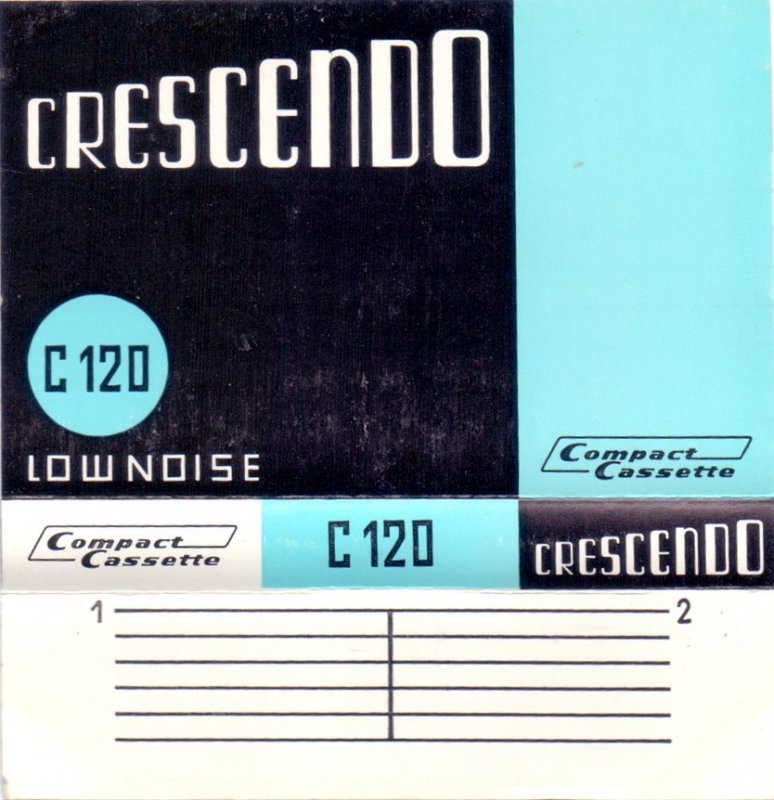 CRESCENDO
C 120
LOWNOISE
Compact
Cassette
Compact
Cassette
C 120
CRESCENDO
1
2